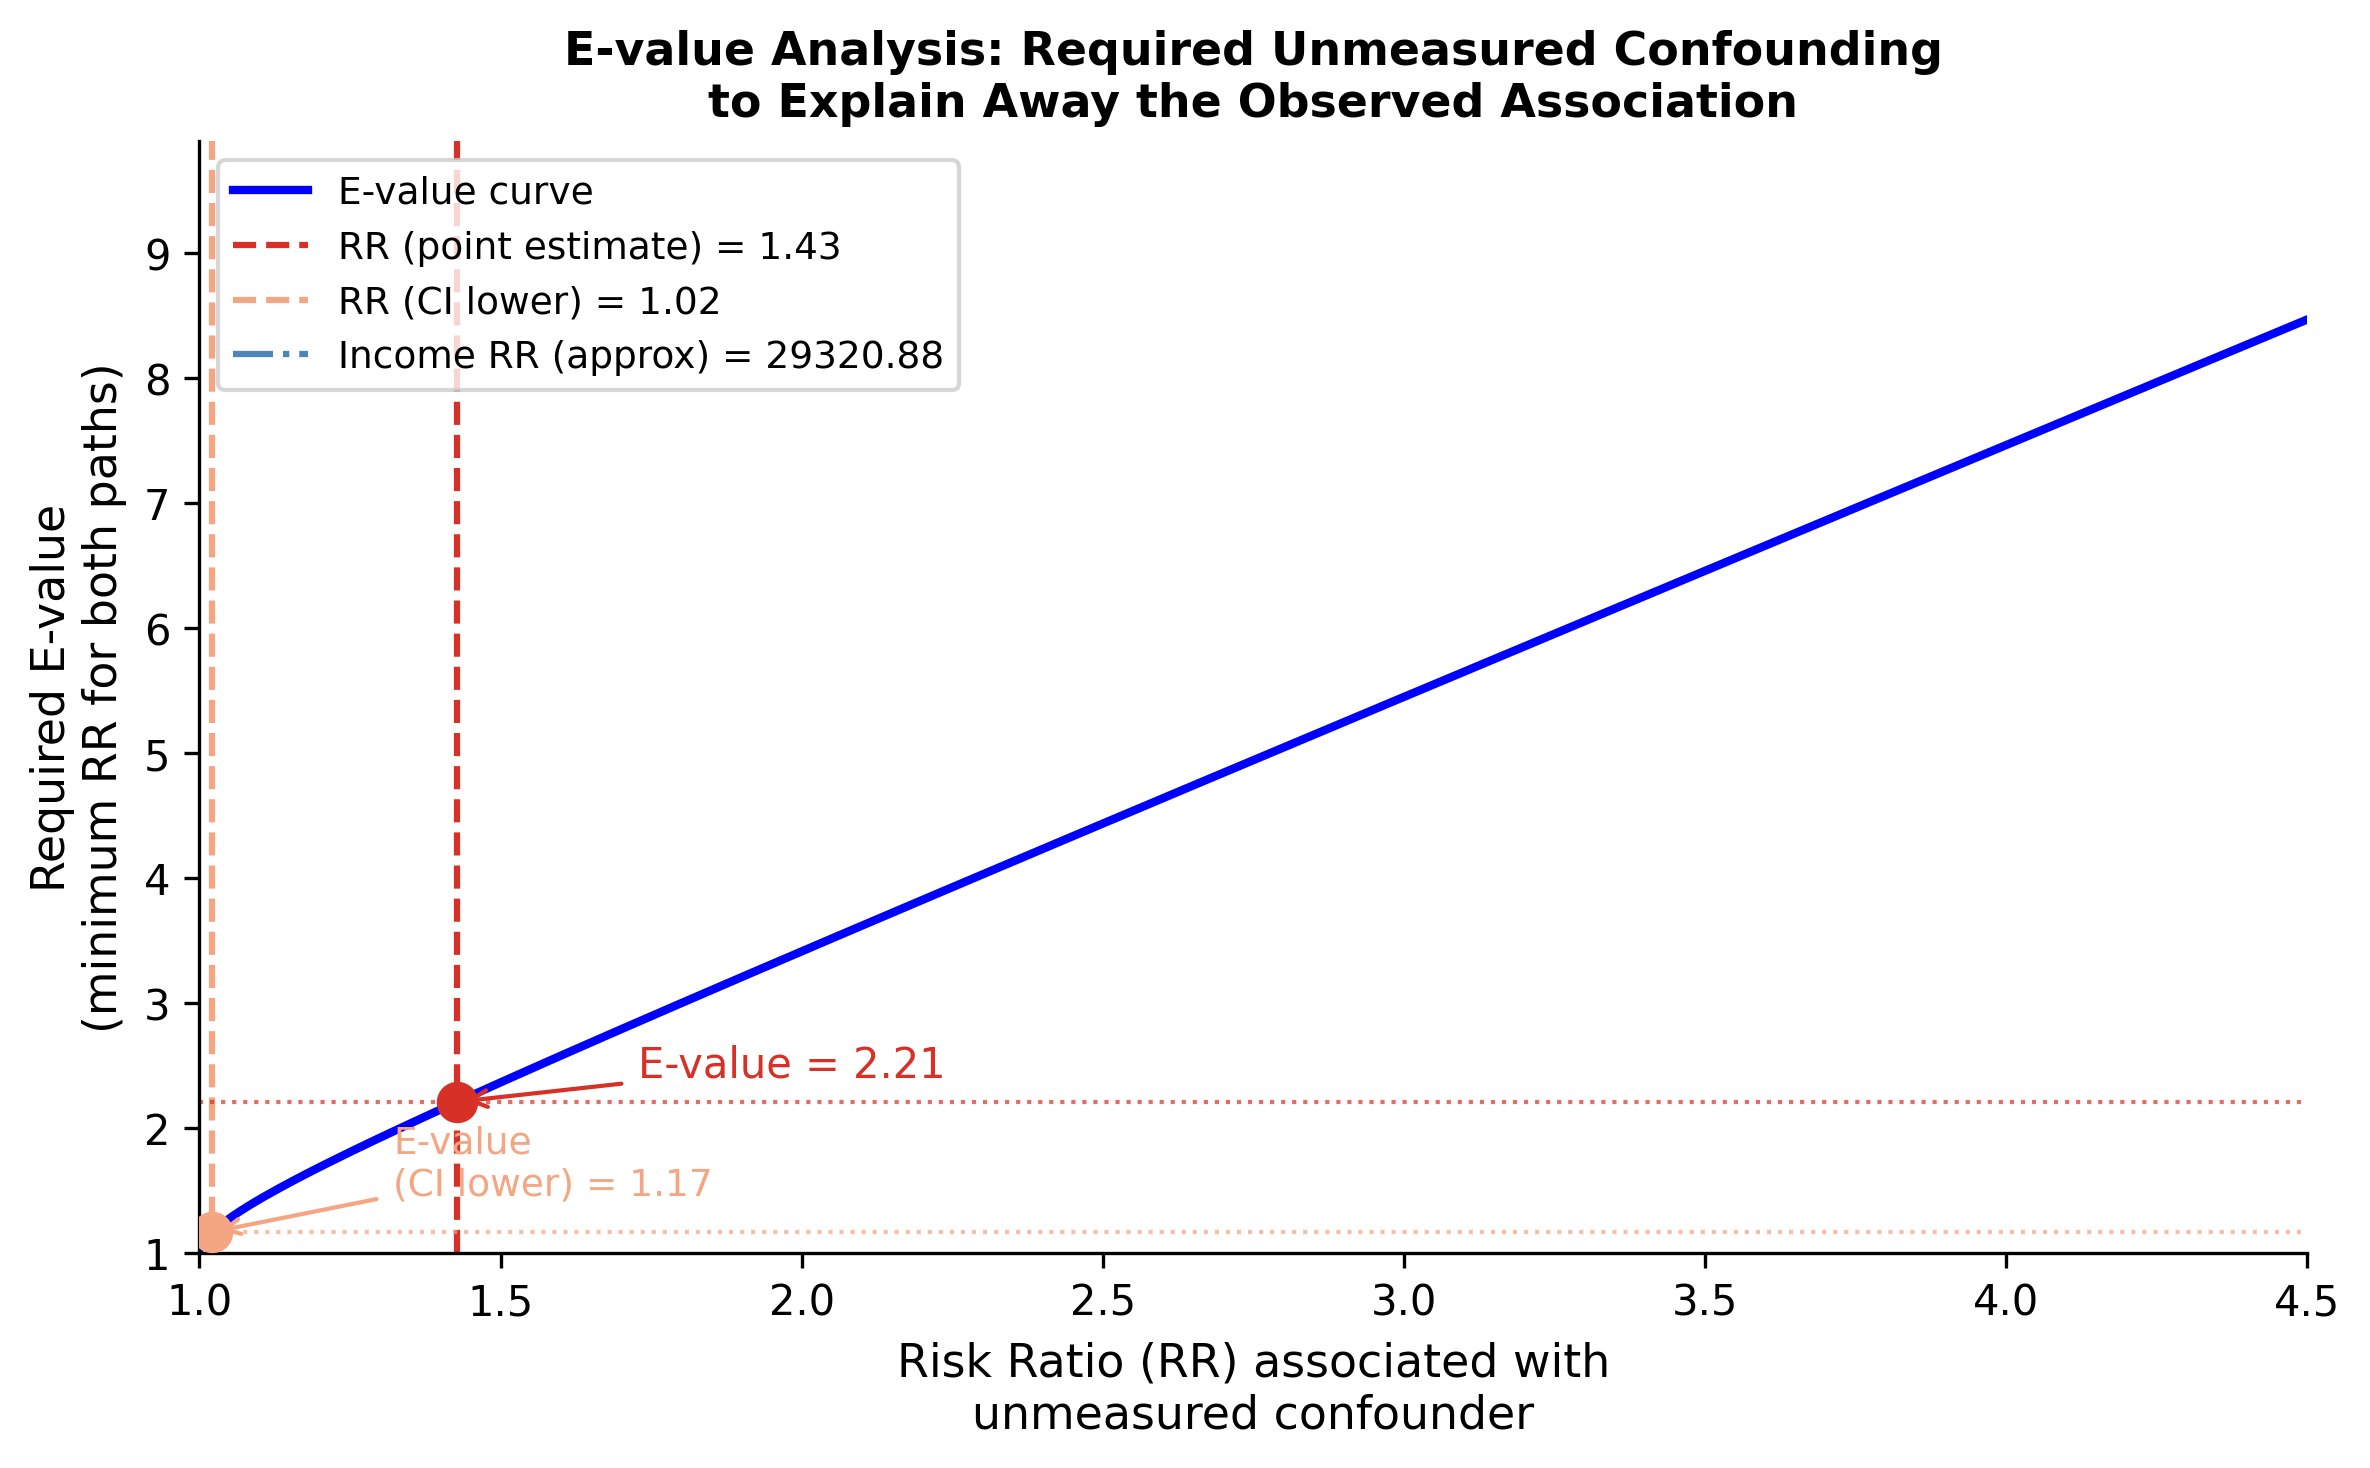 E-value Analysis: Required Unmeasured Confounding
to Explain Away the Observed Association
E-value curve
RR (point estimate) = 1.43
RR (CI lower) = 1.02
Income RR (approx) = 29320.88
Required E-value
(minimum RR for both paths)
9
8
7
6
5
4
3
2
1
E-value = 2.21
E-value
(CI lower) = 1.17
1.0 1.5 2.0 2.5 3.0 3.5 4.0 4.5
Risk Ratio (RR) associated with
unmeasured confounder